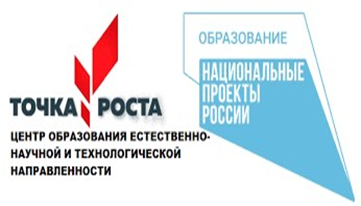 ТОЧКА РОСТА
ЦЕНТР ОБРАЗОВАНИЯ ЕСТЕСТВЕННО-
НАУЧНОЙ И ТЕХНОЛОГИЧЕСКОЙ
НАПРАВЛЕННОСТИ
ОБРАЗОВАНИЕ
НАЦИОНАЛЬНЫЕ
ПРОЕКТЫ
РОССИИ